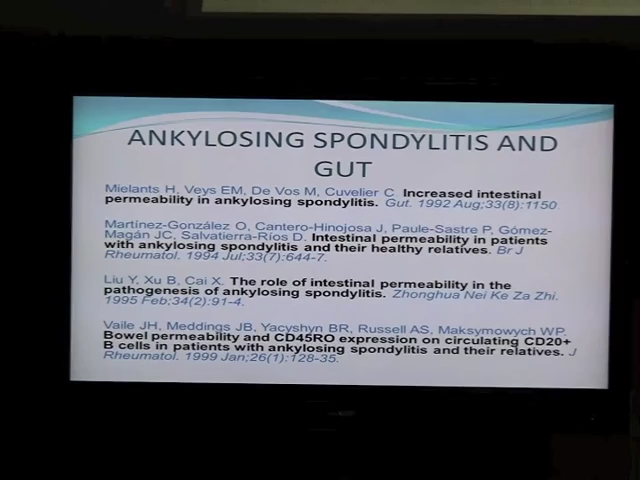 ANKYLOSING SPONDYLITIS AND
GUT
Mielants H, Veys EM, De Vos M, Cuvelier C. Increased intestinal
permeability in ankylosing spondylitis. Gut. 1992 Aug;33(8):1150
Martínez-González O, Cantero-Hinojosa J, Paule-Sastre P, Gómez-
Magán JC, Salvatierra-Ríos D. Intestinal permeability in patients
with ankylosing spondylitis and their healthy relatives. Br J
Rheumatol. 1994 Jul;33(7):644-7.
Liu Y, Xu B, Cai X. The role of intestinal permeability in the
pathogenesis of ankylosing spondylitis. Zhonghua Nei Ke Za Zhi.
1995 Feb;34(2):91-4.
Vaile JH, Meddings JB, Yacyshyn BR, Russell AS, Maksymowych WP.
Bowel permeability and CD45RO expression on circulating CD20+
B cells in patients with ankylosing spondylitis and their relatives. J
Rheumatol. 1999 Jan;26(1):128-35.